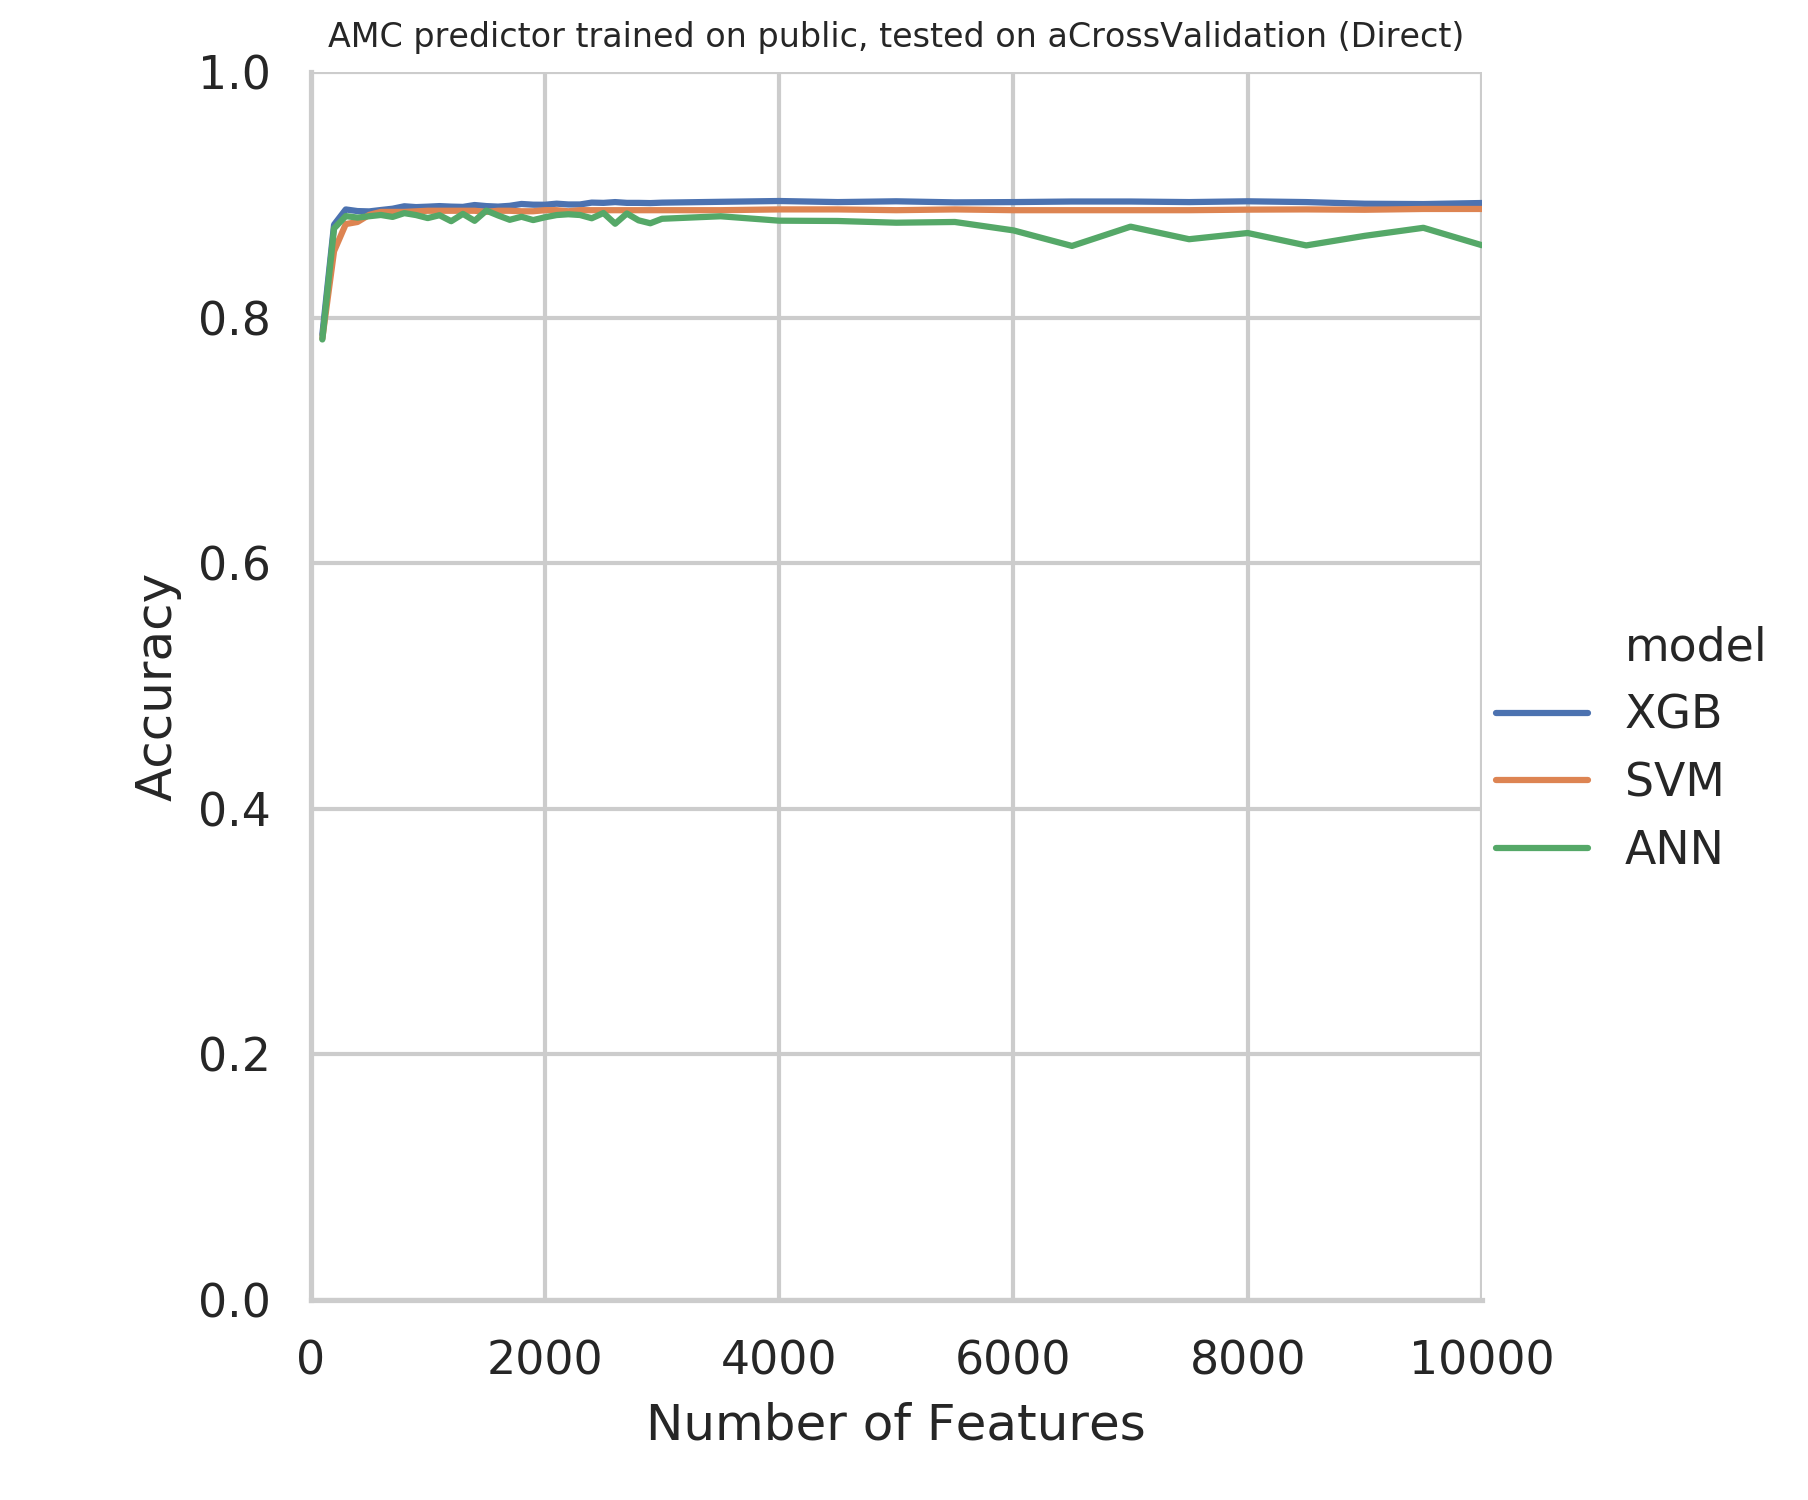 AMC predictor trained on public, tested on aCrossValidation (Direct)
1.0
0.8
0.6
0.4
0.2
0.0
Accuracy
0 2000 4000 6000 8000 10000
Number of Features
model
XGB
SVM
ANN